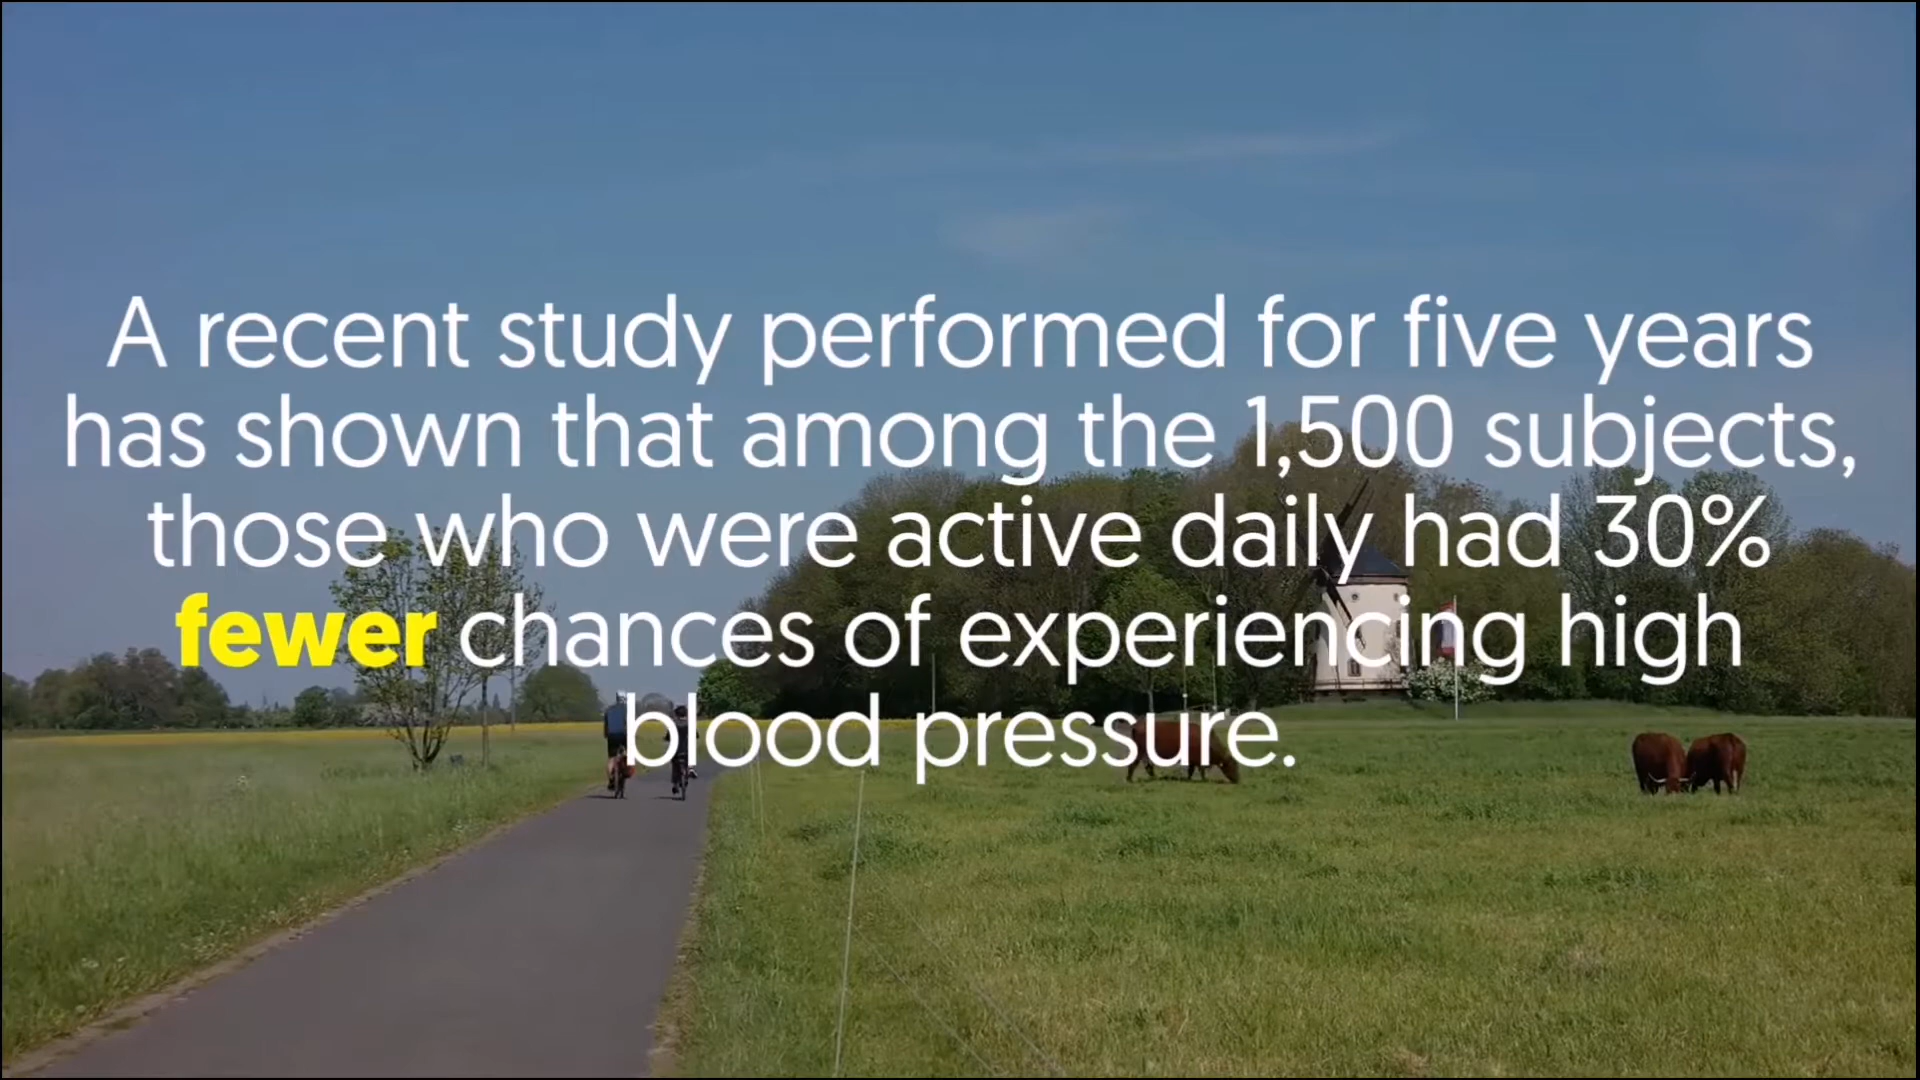 A recent study performed for five years
has shown that among the 1,500 subjects,
those who were active daily had 30%
fewer chances of experiencing high
blood pressure.